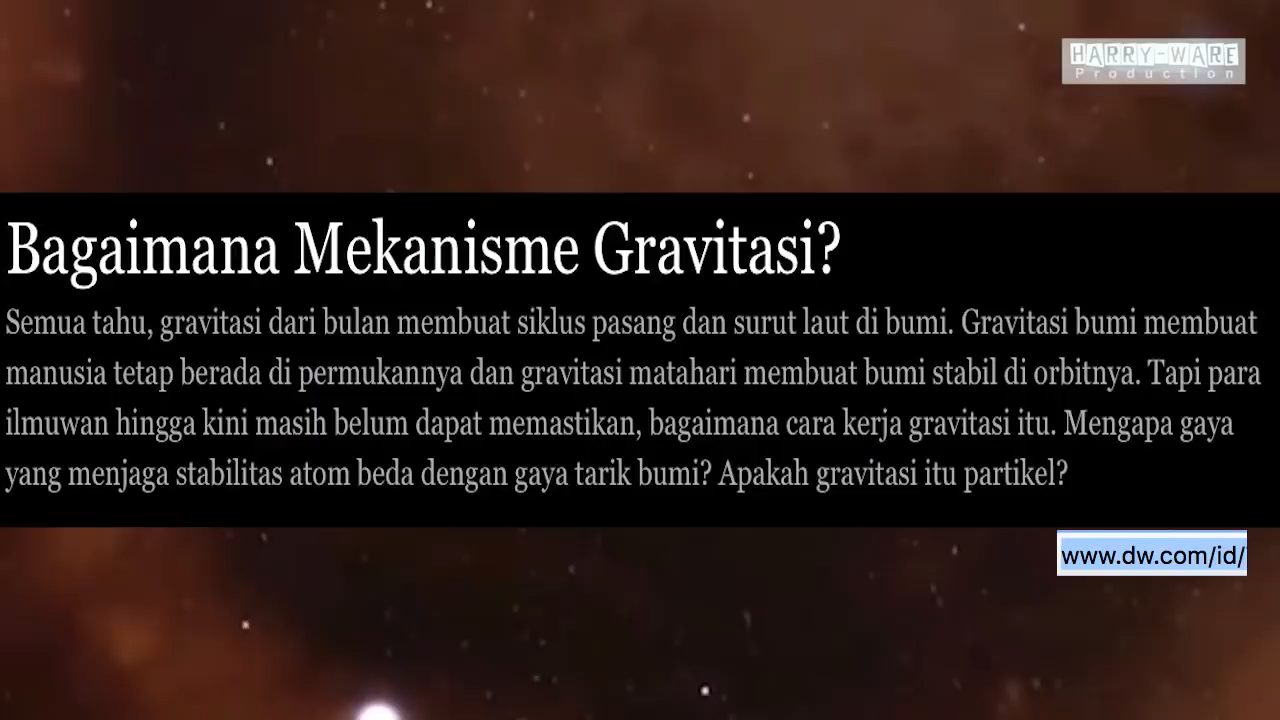 HARRY-WARE
Production
Bagaimana Mekanisme Gravitasi?
Semua tahu, gravitasi dari bulan membuat siklus pasang dan surut laut di bumi. Gravitasi bumi membuat
manusia tetap berada di permukannya dan gravitasi matahari membuat bumi stabil di orbitnya. Tapi para
ilmuwan hingga kini masih belum dapat memastikan, bagaimana cara kerja gravitasi itu. Mengapa gaya
yang menjaga stabilitas atom beda dengan gaya tarik bumi? Apakah gravitasi itu partikel?
www.dw.com/id/